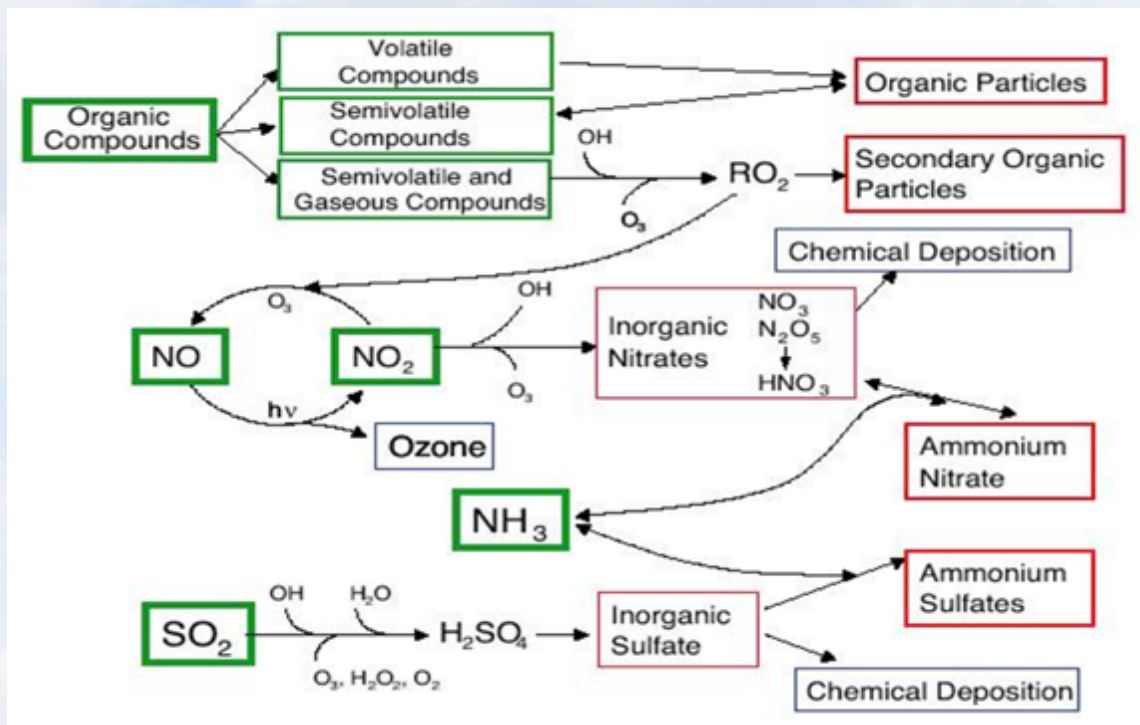 Volatile
Compounds
Organic
Compounds
Semivolatile
Compounds
Semivolatile and
Gaseous Compounds
OH
O₃
RO₂
Organic Particles
Secondary Organic
Particles
Chemical Deposition
O₃
NO
NO₂
hν
Ozone
OH
O₃
Inorganic
Nitrates
NO₃
N₂O₅
HNO₃
Ammonium
Nitrate
NH₃
SO₂
OH
H₂O
O₃, H₂O₂, O₂
H₂SO₄
Inorganic
Sulfate
Ammonium
Sulfates
Chemical Deposition